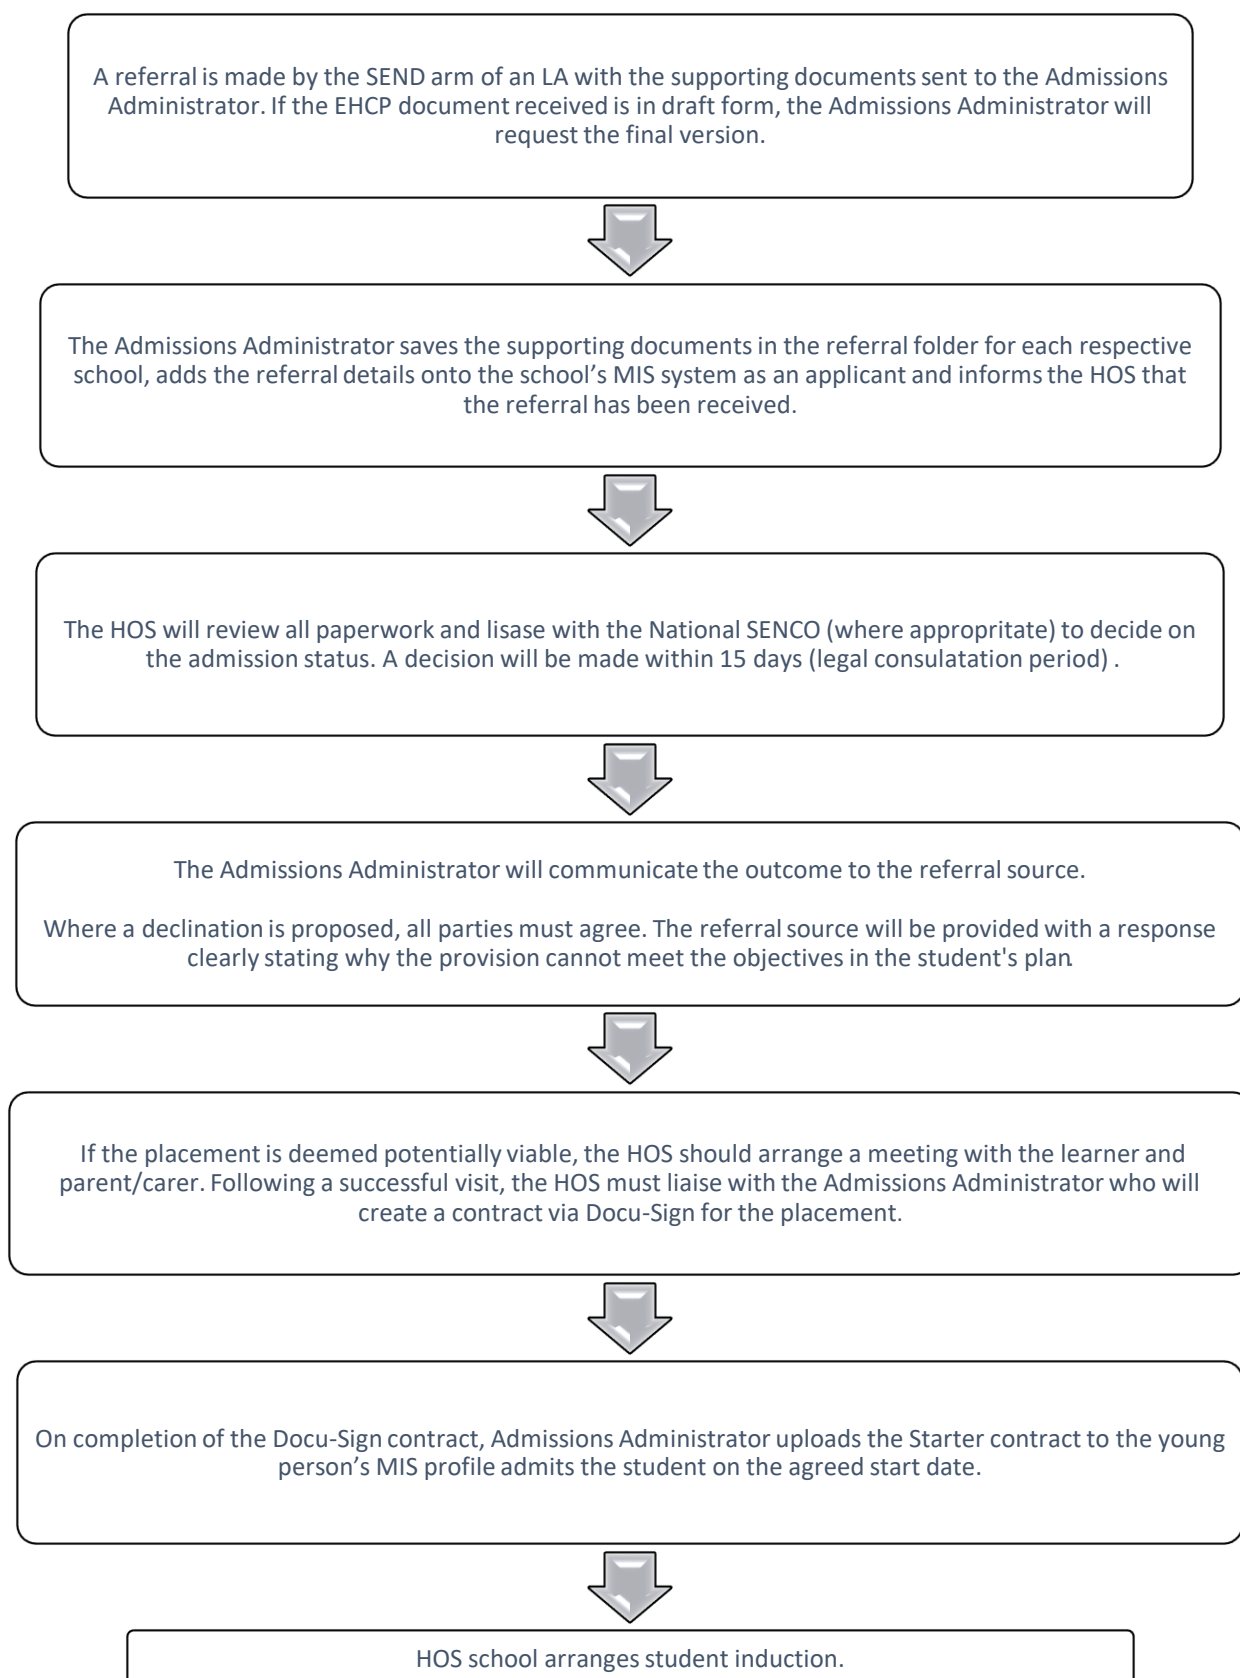 A referral is made by the SEND arm of an LA with the supporting documents sent to the Admissions
Administrator. If the EHCP document received is in draft form, the Admissions Administrator will
request the final version.
The Admissions Administrator saves the supporting documents in the referral folder for each respective
school, adds the referral details onto the school’s MIS system as an applicant and informs the HOS that
the referral has been received.
The HOS will review all paperwork and lisase with the National SENCO (where appropritate) to decide on
the admission status. A decision will be made within 15 days (legal consulatation period) .
The Admissions Administrator will communicate the outcome to the referral source.
Where a declination is proposed, all parties must agree. The referral source will be provided with a response
clearly stating why the provision cannot meet the objectives in the student's plan.
If the placement is deemed potentially viable, the HOS should arrange a meeting with the learner and
parent/carer. Following a successful visit, the HOS must liaise with the Admissions Administrator who will
create a contract via Docu-Sign for the placement.
On completion of the Docu-Sign contract, Admissions Administrator uploads the Starter contract to the young
person’s MIS profile admits the student on the agreed start date.
HOS school arranges student induction.